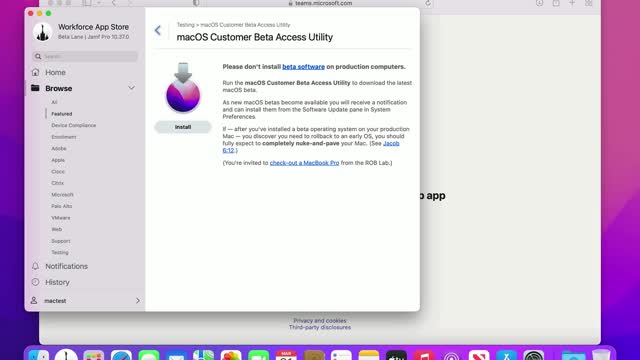 teams.microsoft.com
Workforce App Store
Beta Lane | Jamf Pro 10.37.0
Search
Home
Browse
All
Featured
Device Compliance
Enrollment
Adobe
Apple
Cisco
Citrix
Microsoft
Palo Alto
VMware
Web
Support
Testing
Notifications
History
mactest
Testing > macOS Customer Beta Access Utility
macOS Customer Beta Access Utility
Install
Please don't install beta software on production computers.
Run the macOS Customer Beta Access Utility to download the latest
macOS beta.
As new macOS betas become available you will receive a notification
and can install them from the Software Update pane in System
Preferences.
If — after you've installed a beta operating system on your production
Mac — you discover you need to rollback to an early OS, you should
fully expect to completely nuke-and-pave your Mac. (See Jacob
6:12.)
(You're invited to check-out a MacBook Pro from the ROB Lab.)
app
Privacy and cookies
Third-party disclosures
MAR